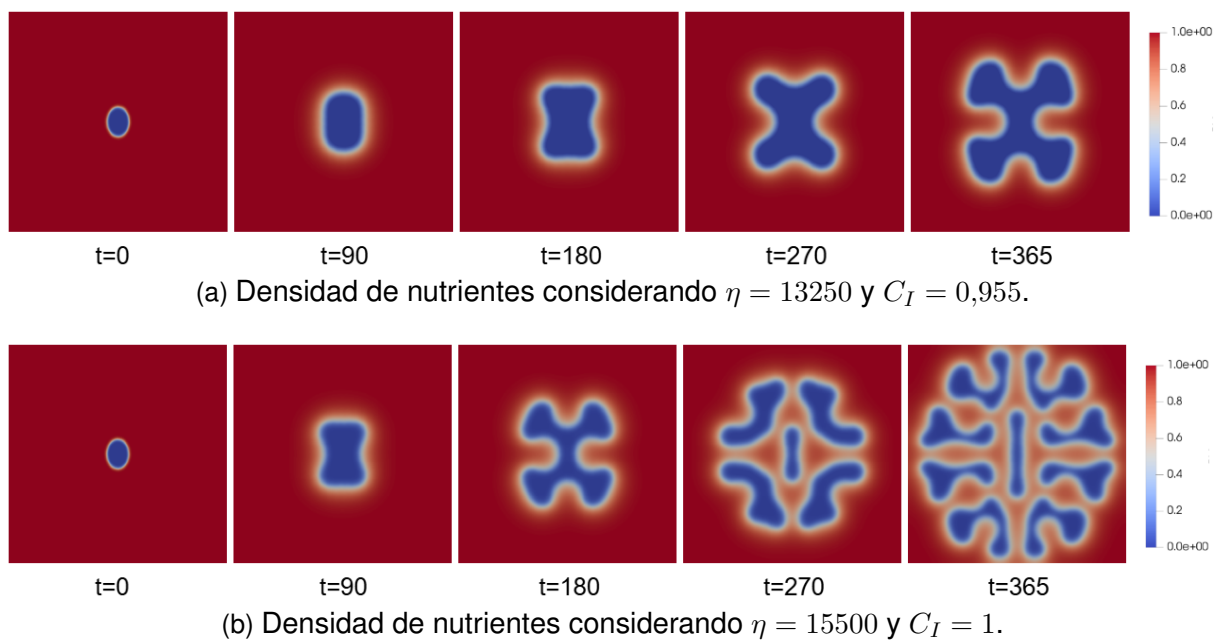 1.0e+00
0.8
0.6
0.4
0.2
0.0e+00
t=0 t=90 t=180 t=270 t=365
(a) Densidad de nutrientes considerando η = 13250 y C_I = 0,955.
1.0e+00
0.8
0.6
0.4
0.2
0.0e+00
t=0 t=90 t=180 t=270 t=365
(b) Densidad de nutrientes considerando η = 15500 y C_I = 1.